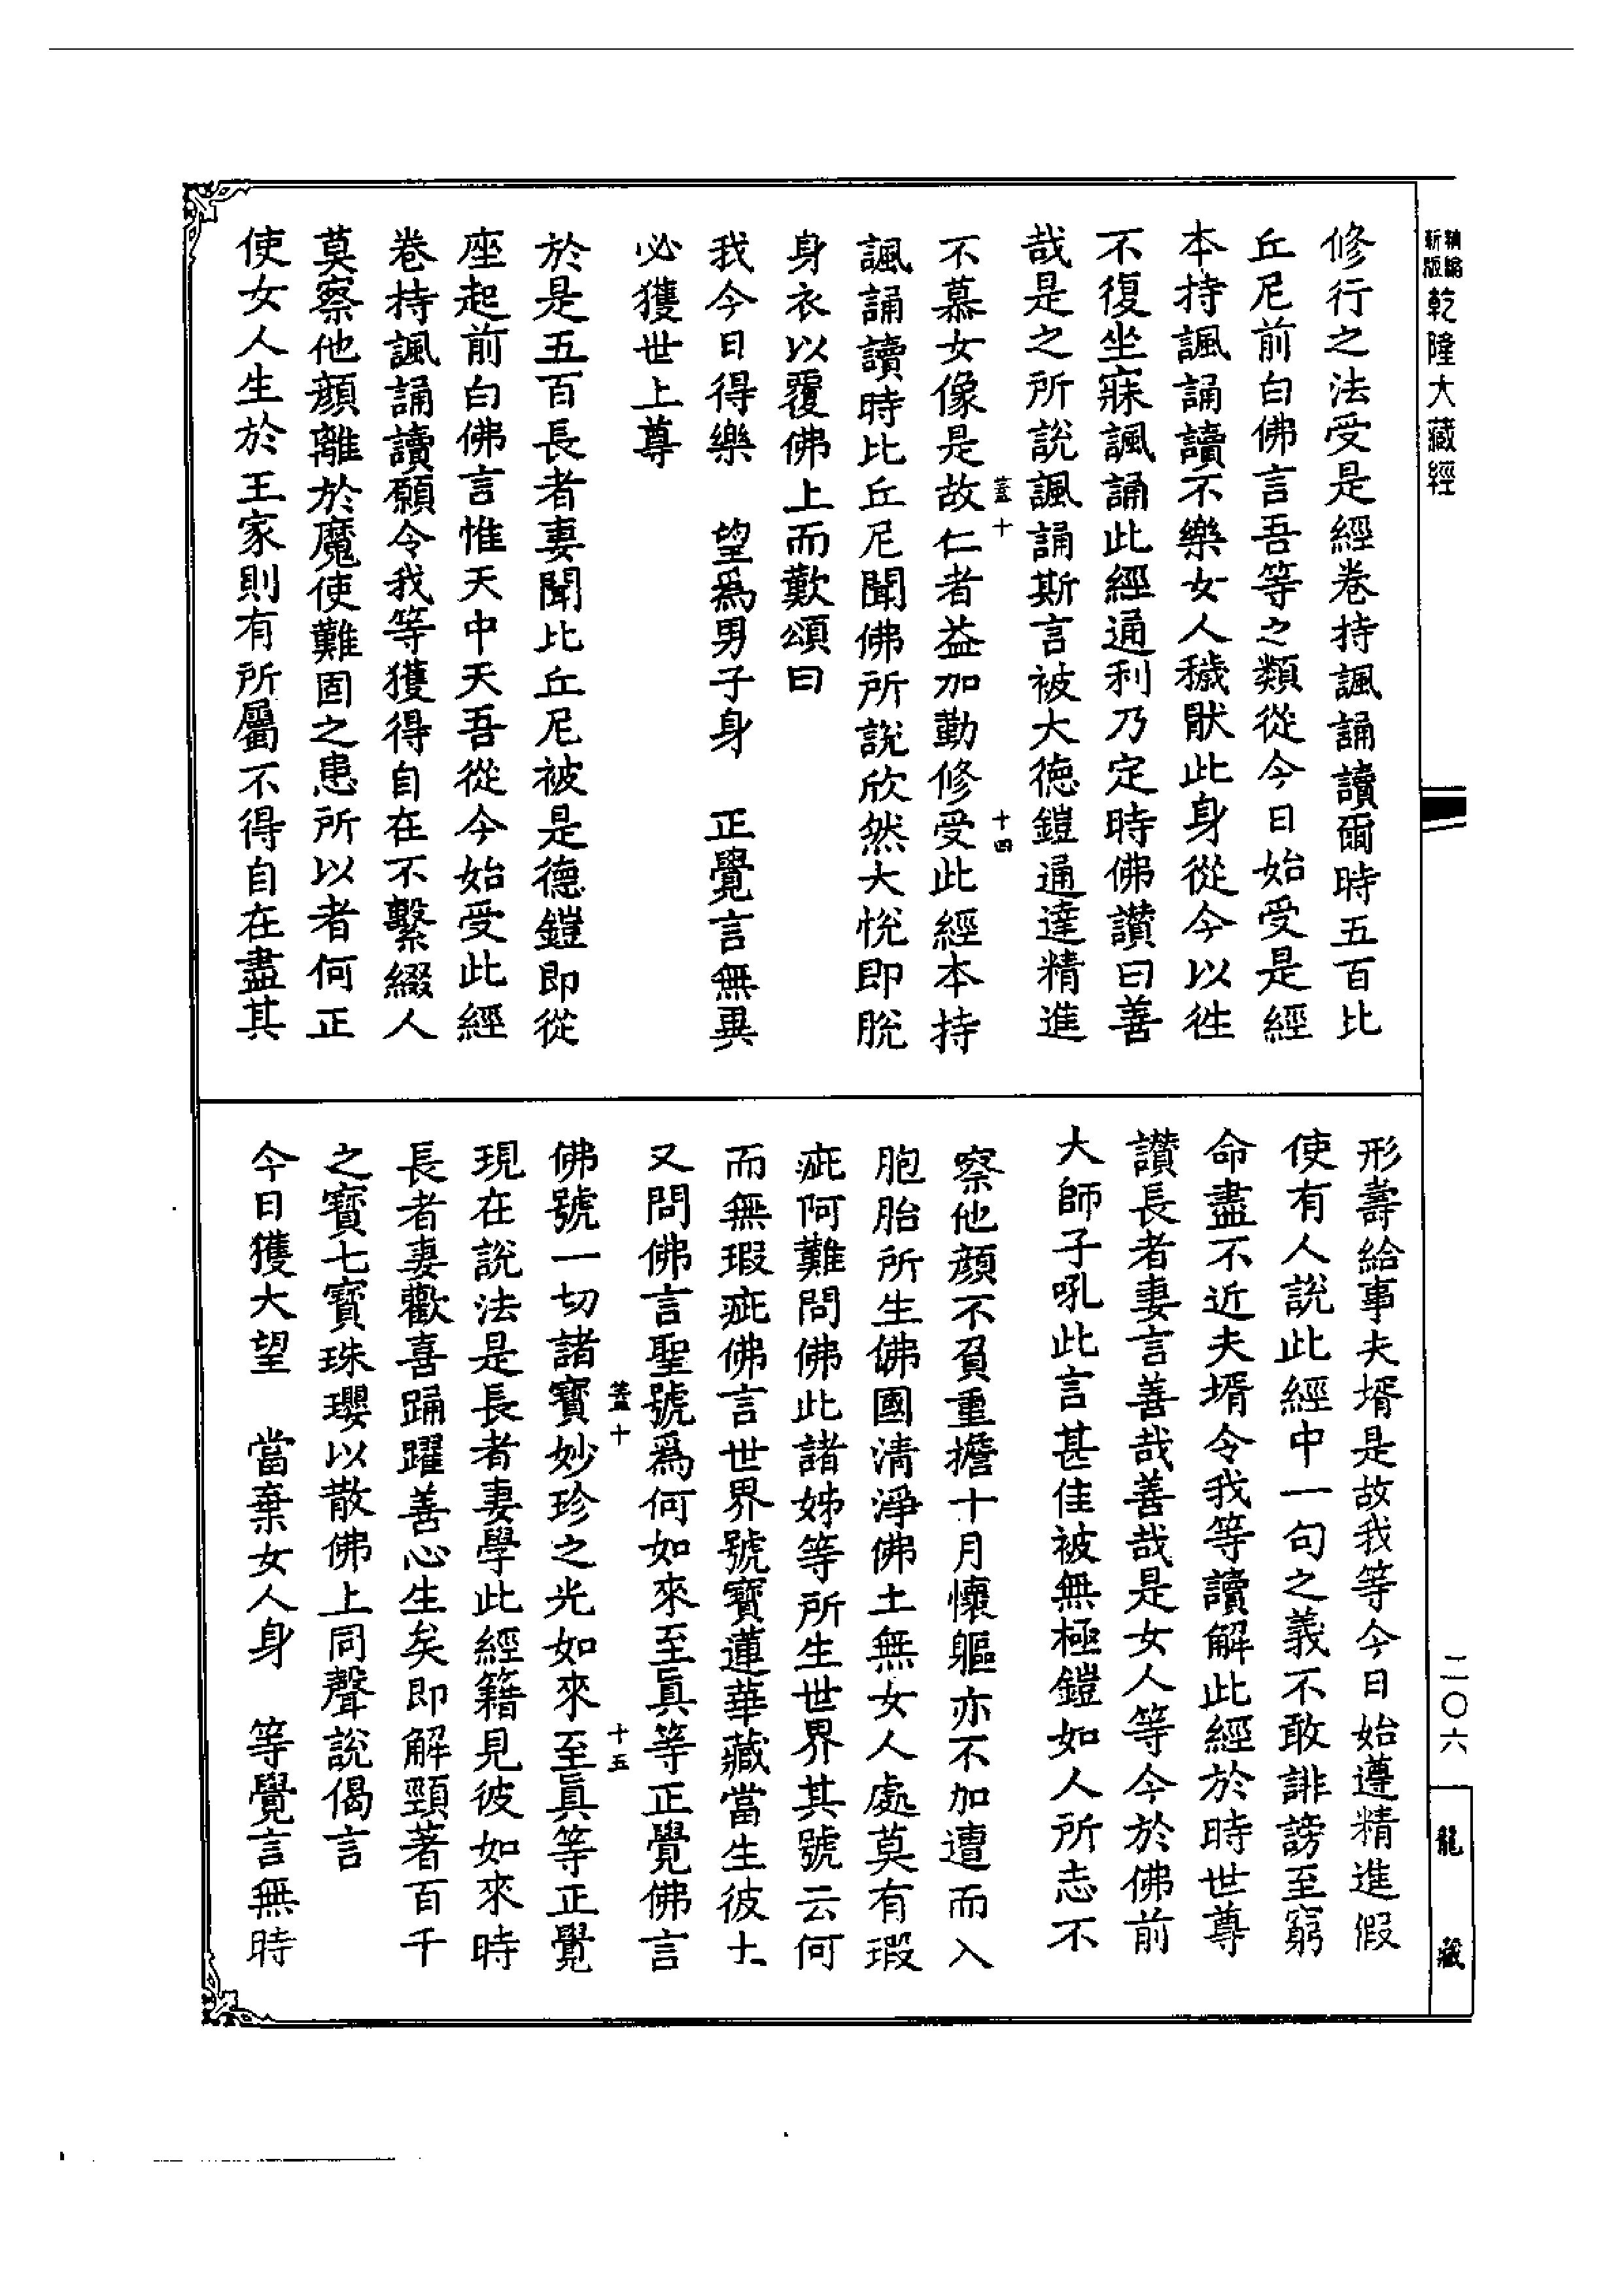 新編
新版
乾隆大藏經
修行之法受是經卷持諷誦讀爾時五百比
丘尼前白佛言吾等之類從今日始受是經
本持諷誦讀不樂女人穢猒此身從今以徃
不復坐寐諷誦此經通利乃定時佛讚曰善
哉是之所說諷誦斯言被大德鎧通達精進
蓋十
十四
不慕女像是故仁者益加勤修受此經本持
諷誦讀時比丘尼聞佛所說欣然大悅即脫
身衣以覆佛上而歎頌曰
我今日得樂 望爲男子身 正覺言無異
必獲世上尊
於是五百長者妻聞比丘尼被是德鎧即從
座起前白佛言惟天中天吾從今始受此經
卷持諷誦讀願令我等獲得自在不繫綴人
莫察他顏離於魔使難固之患所以者何正
使女人生於王家則有所屬不得自在盡其
形壽給事夫壻是故我等今日始遵精進假
使有人說此經中一句之義不敢誹謗至窮
命盡不近夫壻令我等讀解此經於時世尊
讚長者妻言善哉善哉是女人等今於佛前
大師子吼此言甚佳被無極鎧如人所志不
察他顏不負重擔十月懷軀亦不加遭而入
胞胎所生佛國清淨佛土無女人處莫有瑕
疵阿難問佛此諸姊等所生世界其號云何
而無瑕疵佛言世界號寶蓮華藏當生彼土
又問佛言聖號爲何如來至眞等正覺佛言
蓋十
十五
佛號一切諸寶妙珍之光如來至眞等正覺
現在說法是長者妻學此經籍見彼如來時
長者妻歡喜踊躍善心生矣即解頸著百千
之寶七寶珠瓔以散佛上同聲說偈言
今日獲大望 當棄女人身 等覺言無時
二〇六
龍藏